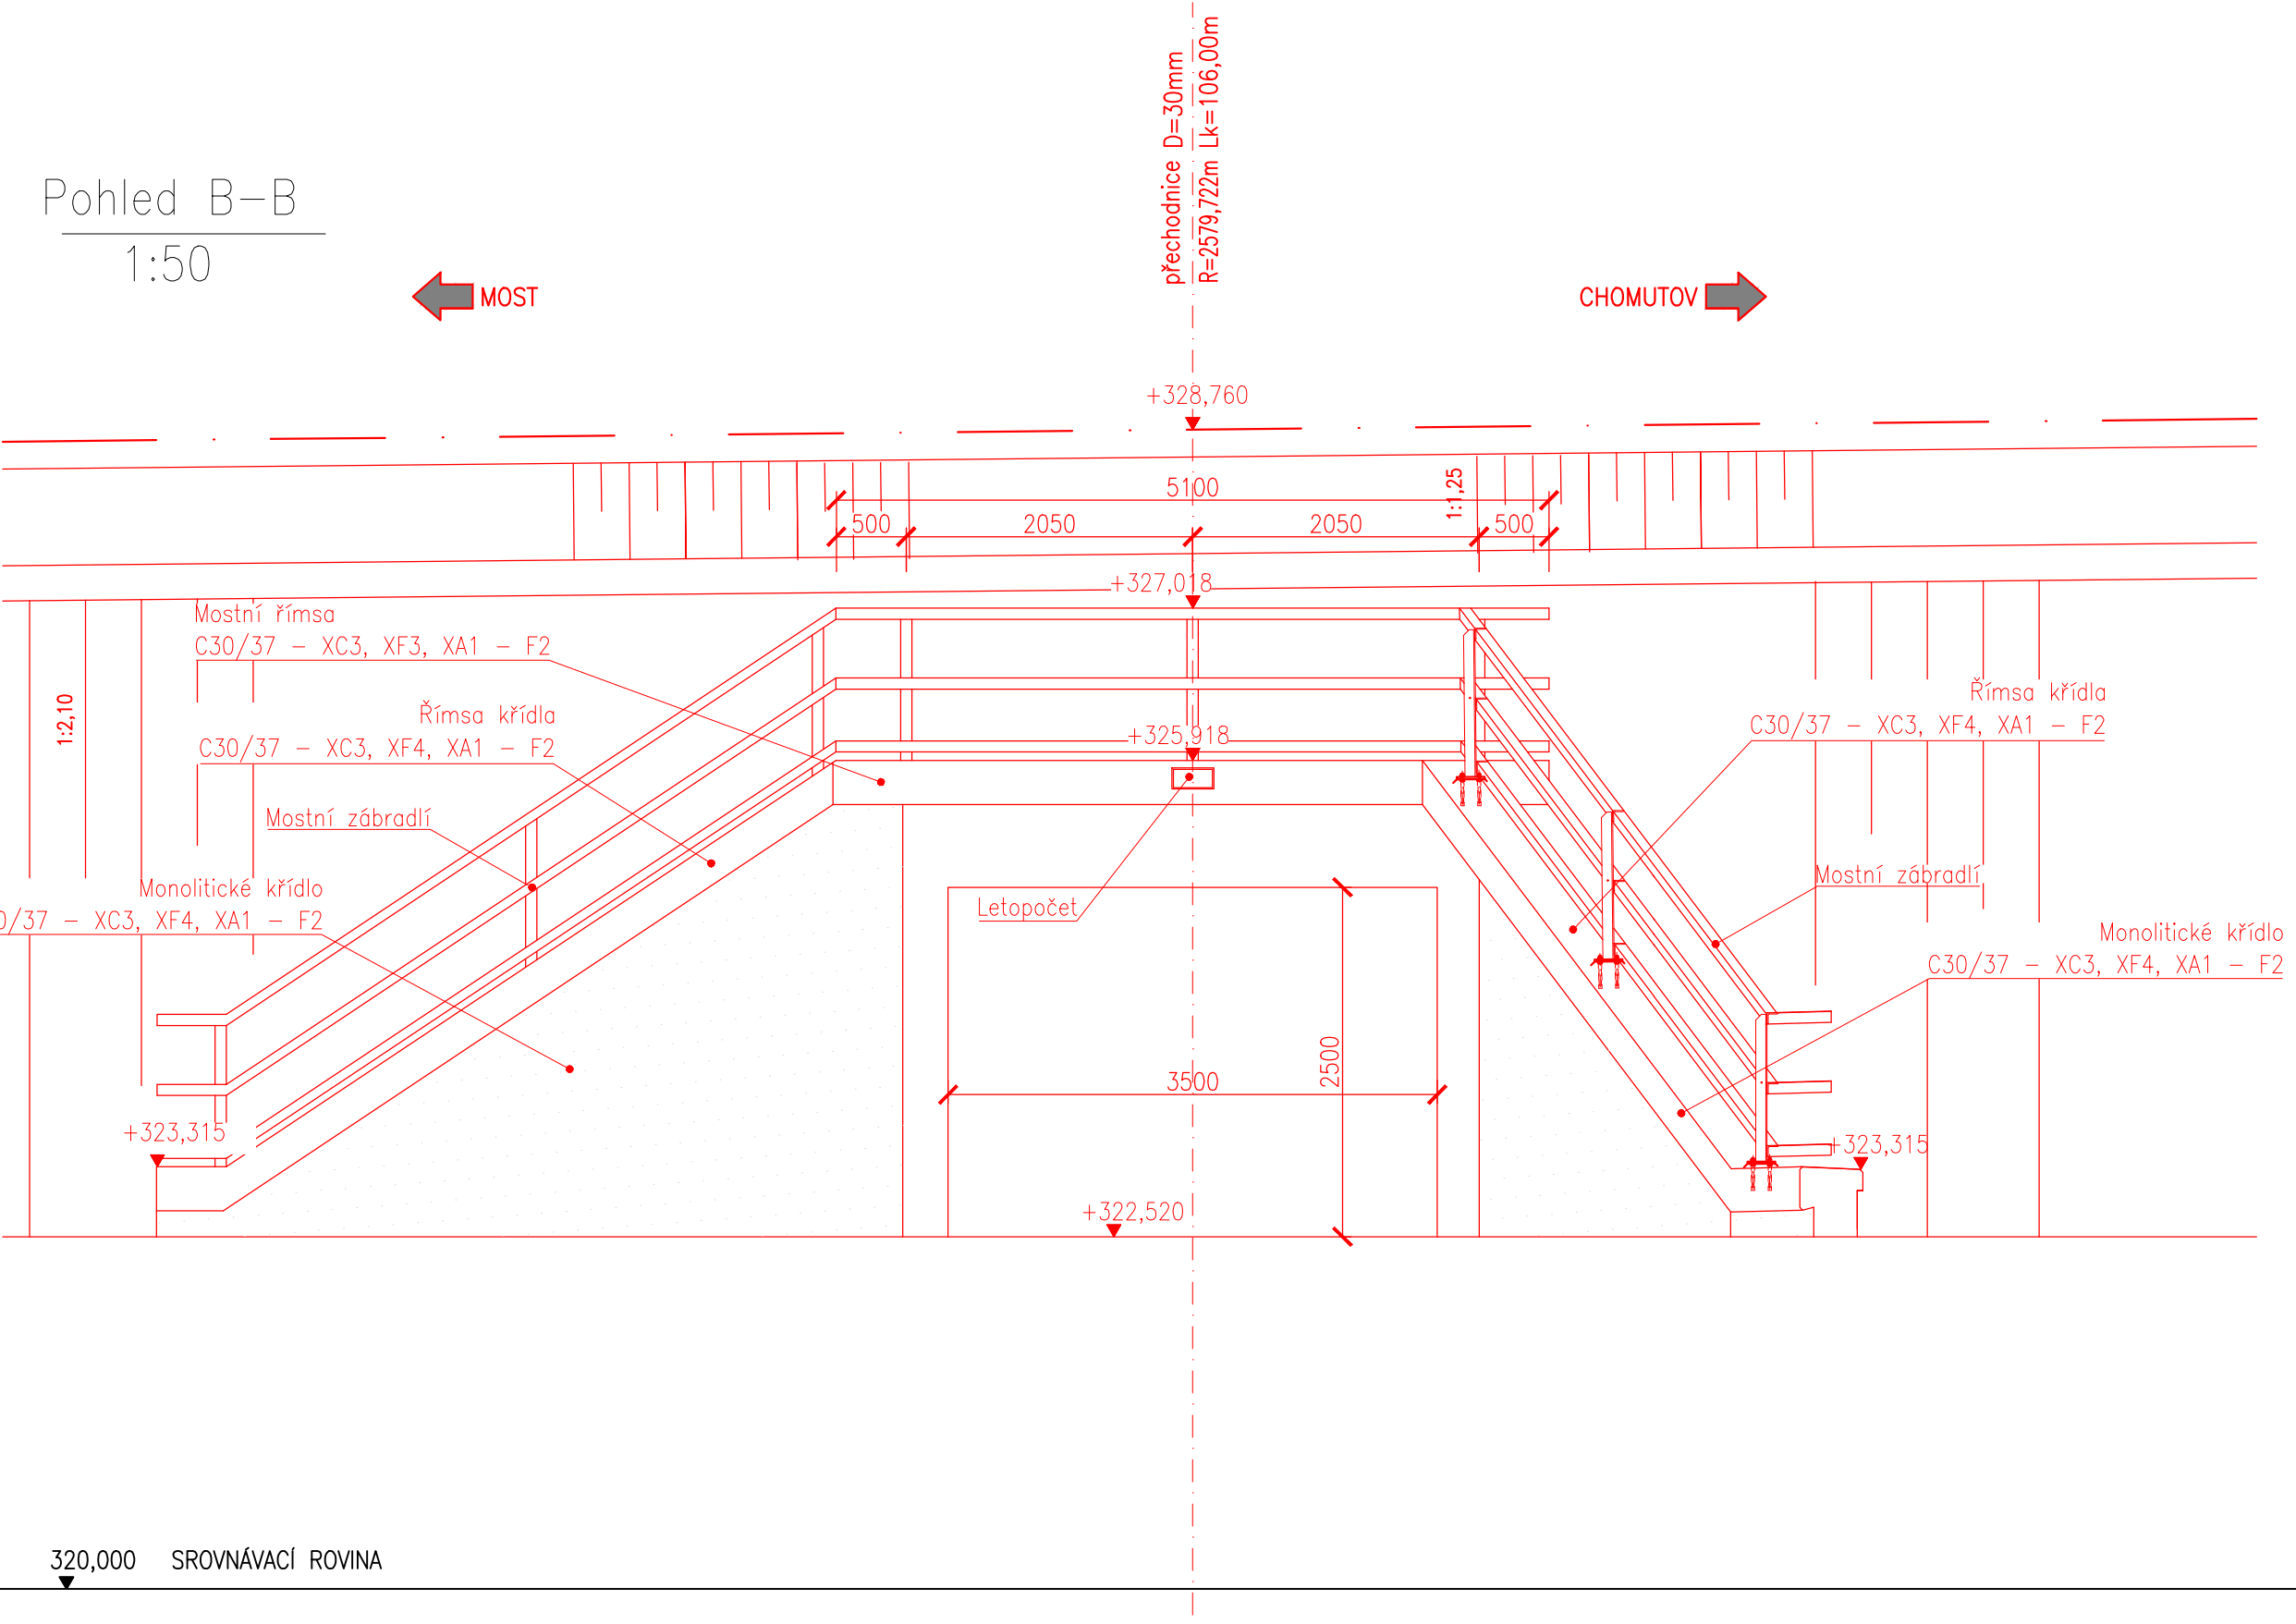 Pohled B-B
1:50
přechodnice D=30mm
R=2579,722m Lk=106,00m
MOST
CHOMUTOV
+328,760
5100
1:1,25
500
2050
2050
500
+327,018
Mostní římsa
C30/37 - XC3, XF3, XA1 - F2
1:2,10
Římsa křídla
C30/37 - XC3, XF4, XA1 - F2
Římsa křídla
C30/37 - XC3, XF4, XA1 - F2
+325,918
Mostní zábradlí
Mostní zábradlí
Monolitické křídlo
0/37 - XC3, XF4, XA1 - F2
Letopočet
Monolitické křídlo
C30/37 - XC3, XF4, XA1 - F2
2500
3500
+323,315
+323,315
+322,520
320,000 SROVNÁVACÍ ROVINA